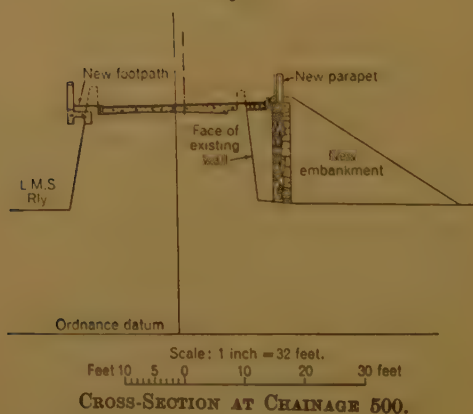 New footpath
New parapet
Face of
existing
wall
New
embankment
L.M.S
Rly
Ordnance datum
Scale: 1 inch = 32 feet.
Feet 10 5 0 10 20 30 feet
CROSS-SECTION AT CHAINAGE 500.